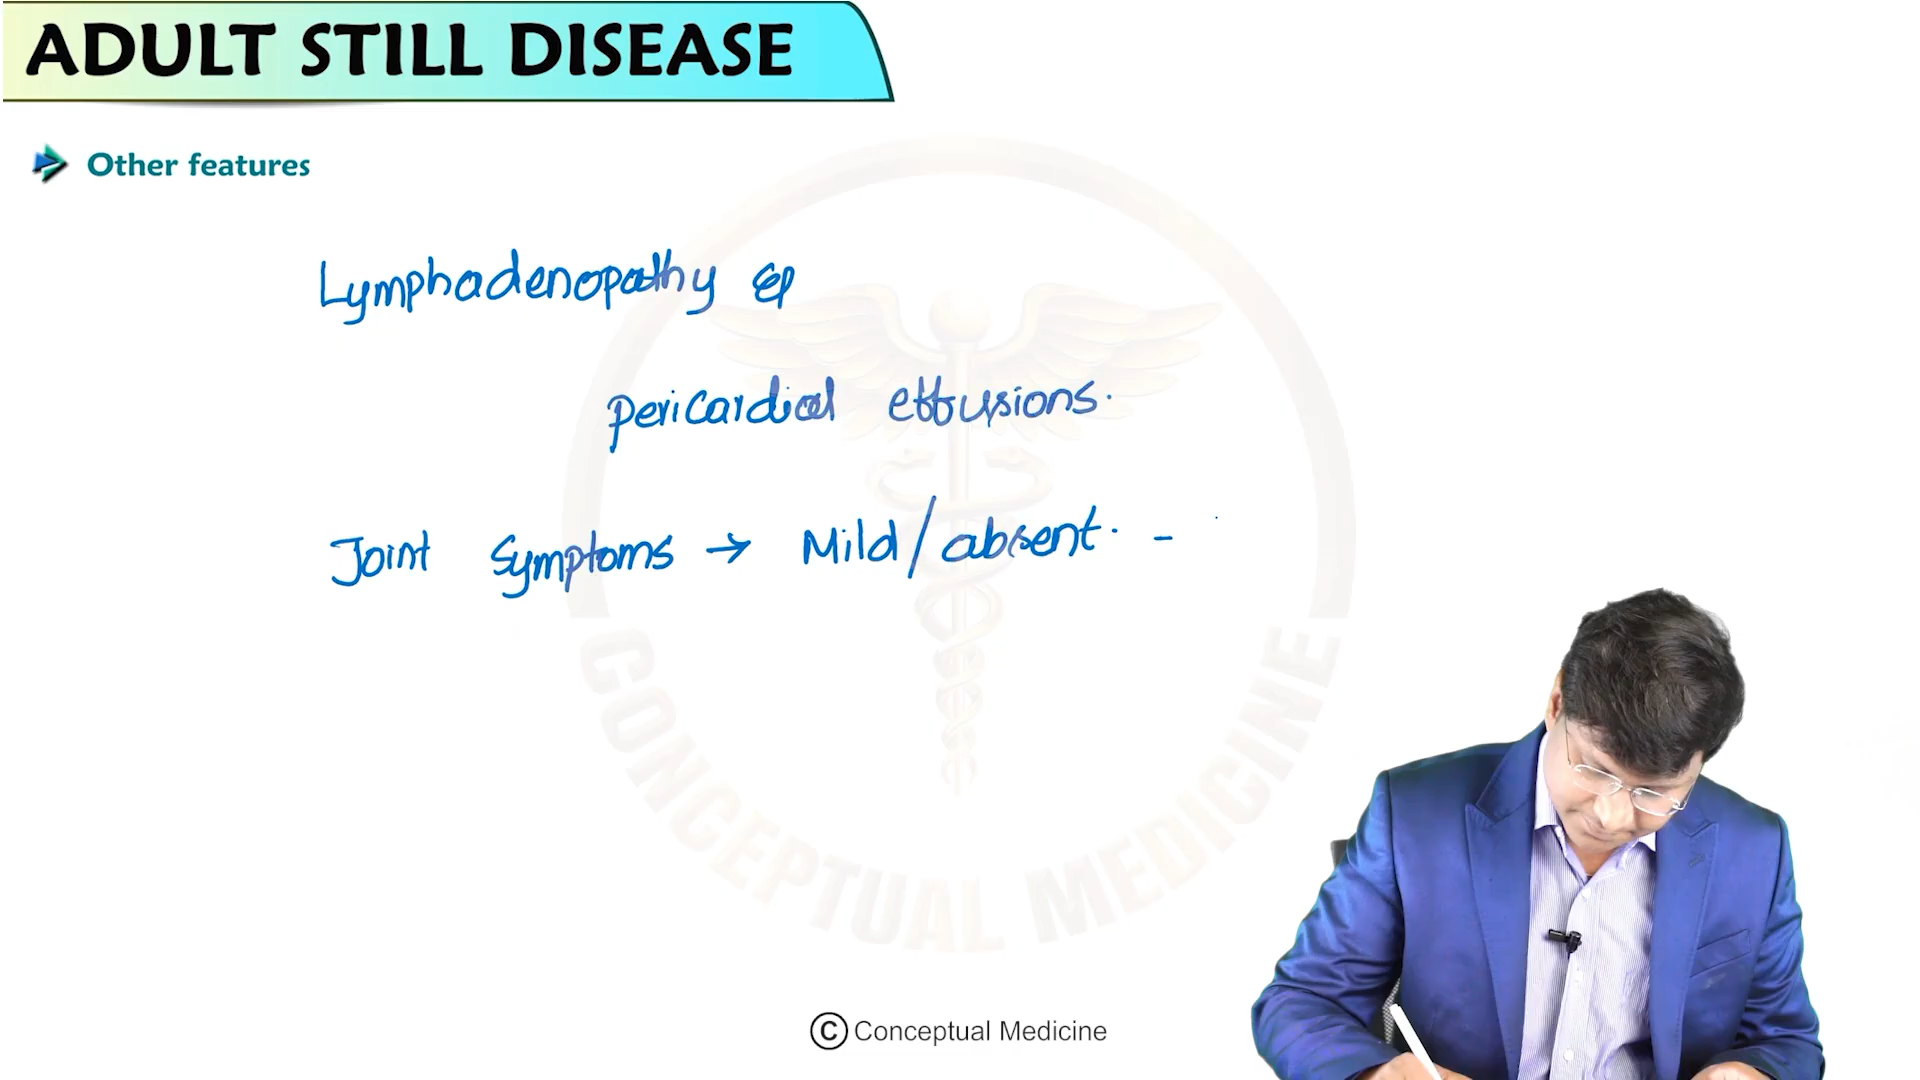 ADULT STILL DISEASE
Other features
Lymphadenopathy &
pericardial effusions.
Joint Symptoms → Mild/absent. -
CONCEPTUAL MEDICINE
© Conceptual Medicine